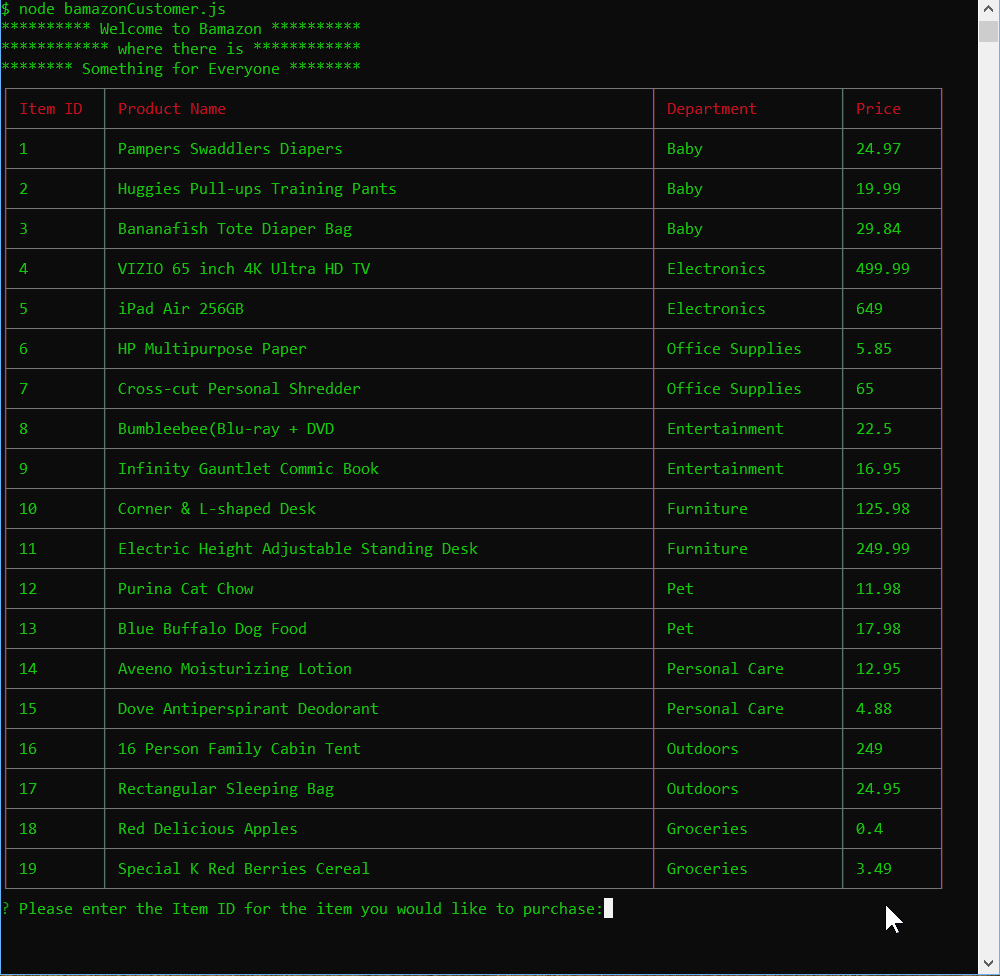 $ node bamazonCustomer.js
********** Welcome to Bamazon **********
************ where there is ************
******** Something for Everyone ********
Item ID Product Name Department Price
1 Pampers Swaddlers Diapers Baby 24.97
2 Huggies Pull-ups Training Pants Baby 19.99
3 Bananafish Tote Diaper Bag Baby 29.84
4 VIZIO 65 inch 4K Ultra HD TV Electronics 499.99
5 iPad Air 256GB Electronics 649
6 HP Multipurpose Paper Office Supplies 5.85
7 Cross-cut Personal Shredder Office Supplies 65
8 Bumbleebee(Blu-ray + DVD Entertainment 22.5
9 Infinity Gauntlet Commic Book Entertainment 16.95
10 Corner & L-shaped Desk Furniture 125.98
11 Electric Height Adjustable Standing Desk Furniture 249.99
12 Purina Cat Chow Pet 11.98
13 Blue Buffalo Dog Food Pet 17.98
14 Aveeno Moisturizing Lotion Personal Care 12.95
15 Dove Antiperspirant Deodorant Personal Care 4.88
16 16 Person Family Cabin Tent Outdoors 249
17 Rectangular Sleeping Bag Outdoors 24.95
18 Red Delicious Apples Groceries 0.4
19 Special K Red Berries Cereal Groceries 3.49
? Please enter the Item ID for the item you would like to purchase: